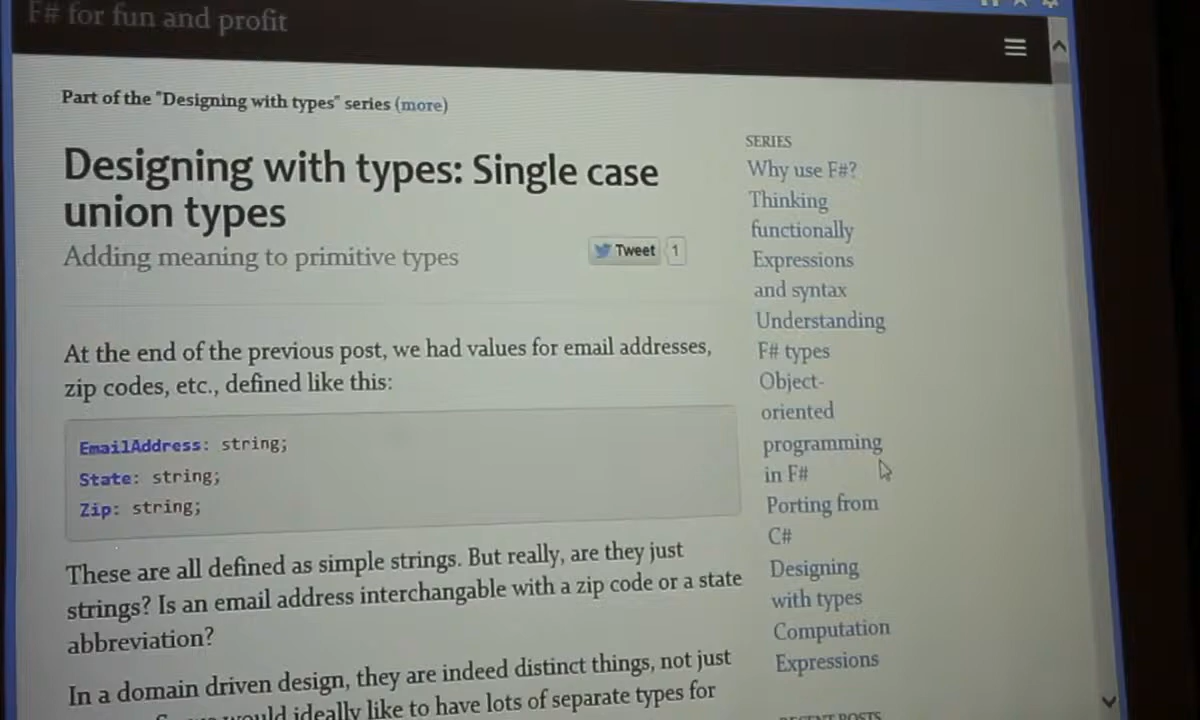 F# for fun and profit
Part of the "Designing with types" series (more)
Designing with types: Single case
union types
Adding meaning to primitive types
Tweet 1
At the end of the previous post, we had values for email addresses,
zip codes, etc., defined like this:
EmailAddress: string;
State: string;
Zip: string;
These are all defined as simple strings. But really, are they just
strings? Is an email address interchangable with a zip code or a state
abbreviation?
In a domain driven design, they are indeed distinct things, not just
would ideally like to have lots of separate types for
SERIES
Why use F#?
Thinking
functionally
Expressions
and syntax
Understanding
F# types
Object-
oriented
programming
in F#
Porting from
C#
Designing
with types
Computation
Expressions
RECENT POSTS